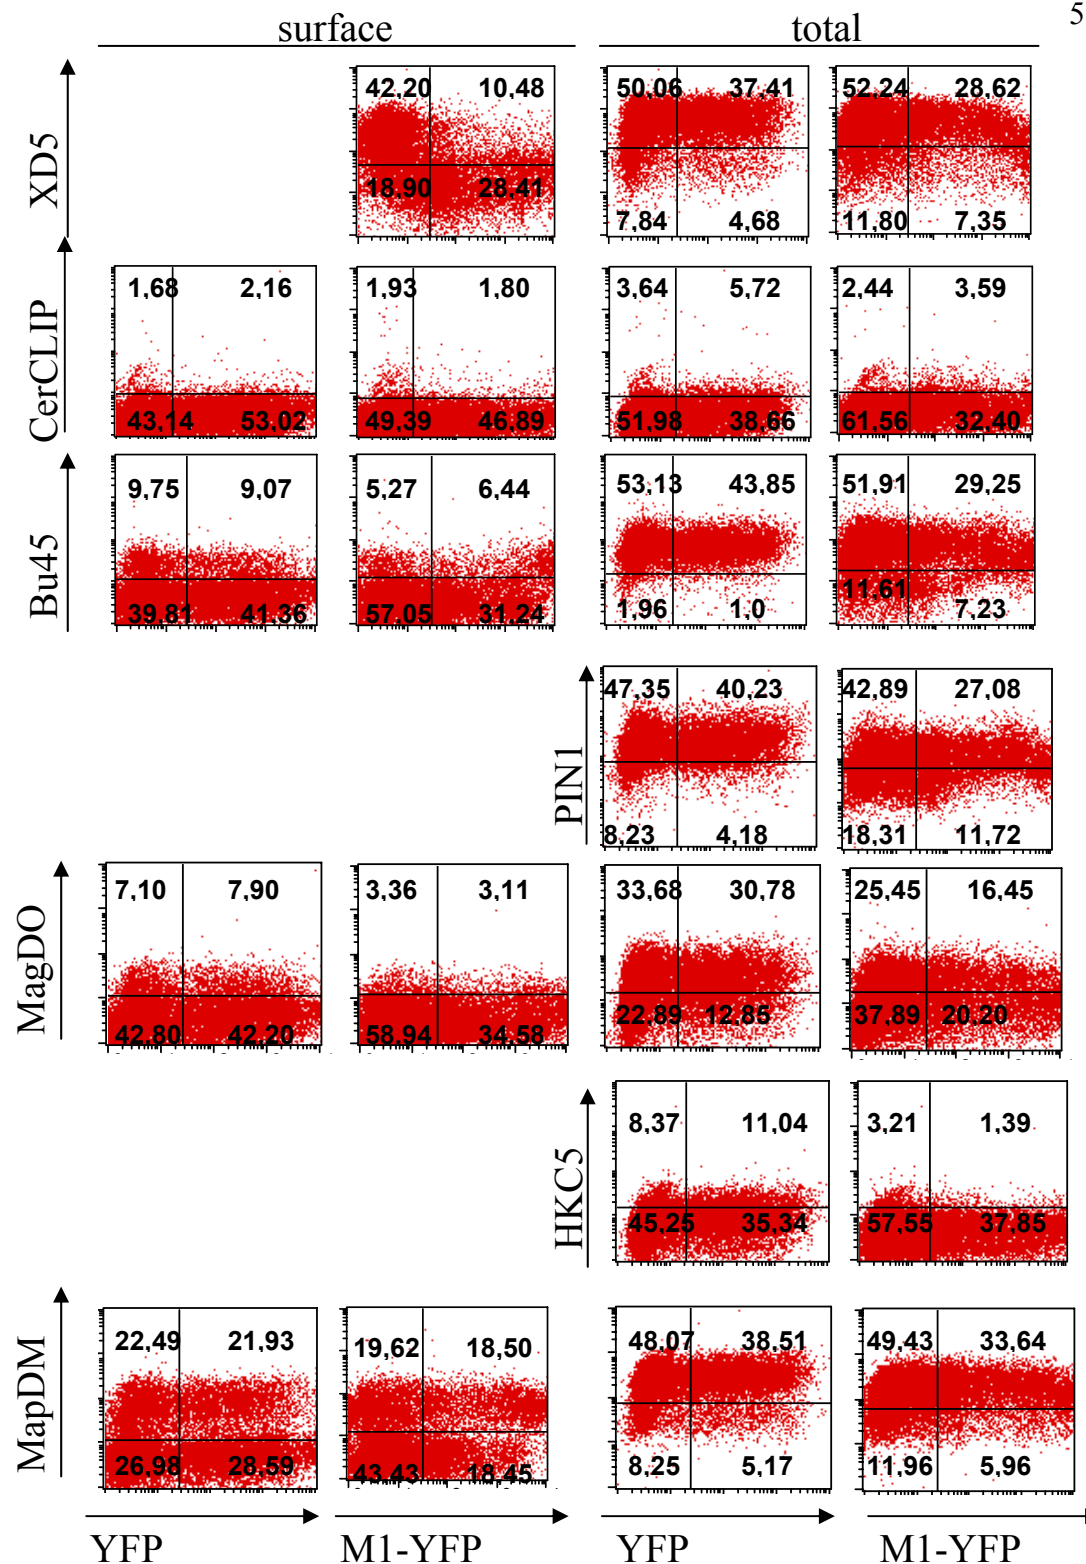 5
surface total
XD5
42,20 10,48 50,06 37,41 52,24 28,62
18,90 28,41 7,84 4,68 11,80 7,35
CerCLIP
1,68 2,16 1,93 1,80 3,64 5,72 2,44 3,59
43,14 53,02 49,39 46,89 51,98 38,66 61,56 32,40
Bu45
9,75 9,07 5,27 6,44 53,13 43,85 51,91 29,25
39,81 41,36 57,05 31,24 1,96 1,0 11,61 7,23
PIN1
47,35 40,23 42,89 27,08
8,23 4,18 18,31 11,72
MagDO
7,10 7,90 3,36 3,11 33,68 30,78 25,45 16,45
42,80 42,20 58,94 34,58 22,89 12,85 37,89 20,20
HKC5
8,37 11,04 3,21 1,39
45,25 35,34 57,55 37,85
MapDM
22,49 21,93 19,62 18,50 48,07 38,51 49,43 33,64
26,98 28,59 43,43 18,45 8,25 5,17 11,96 5,96
YFP M1-YFP YFP M1-YFP